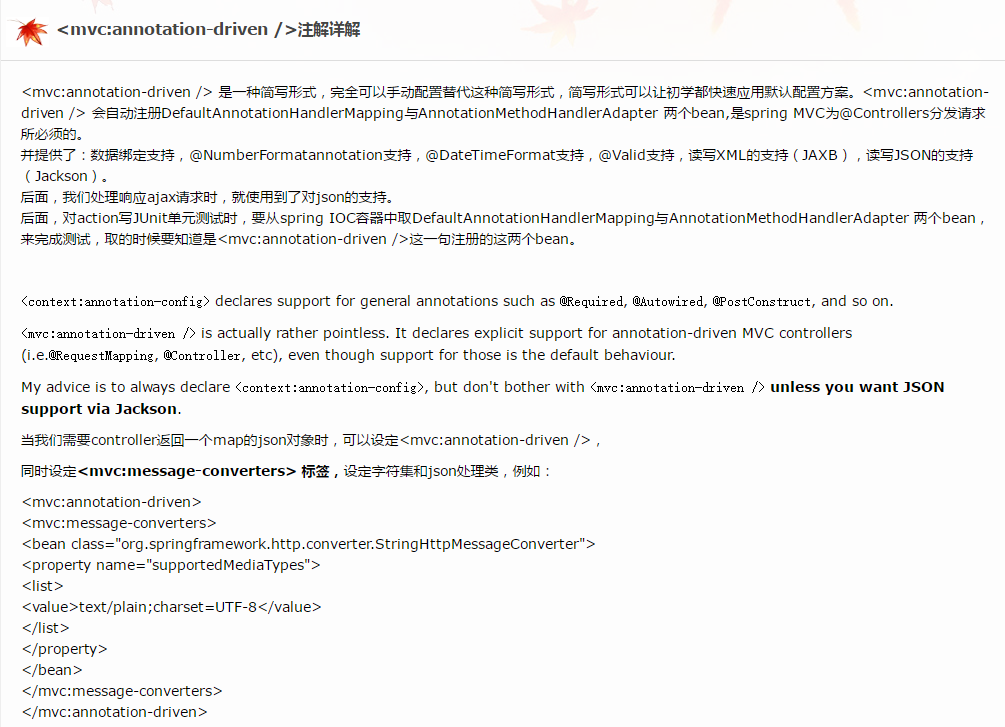 <mvc:annotation-driven />注解详解
<mvc:annotation-driven /> 是一种简写形式，完全可以手动配置替代这种简写形式，简写形式可以让初学都快速应用默认配置方案。<mvc:annotation-
driven /> 会自动注册DefaultAnnotationHandlerMapping与AnnotationMethodHandlerAdapter 两个bean,是spring MVC为@Controllers分发请求
所必须的。
并提供了：数据绑定支持，@NumberFormatannotation支持，@DateTimeFormat支持，@Valid支持，读写XML的支持（JAXB），读写JSON的支持
（Jackson）。
后面，我们处理响应ajax请求时，就使用到了对json的支持。
后面，对action写JUnit单元测试时，要从spring IOC容器中取DefaultAnnotationHandlerMapping与AnnotationMethodHandlerAdapter 两个bean，
来完成测试，取的时候要知道是<mvc:annotation-driven />这一句注册的这两个bean。
<context:annotation-config> declares support for general annotations such as @Required, @Autowired, @PostConstruct, and so on.
<mvc:annotation-driven /> is actually rather pointless. It declares explicit support for annotation-driven MVC controllers
(i.e.@RequestMapping, @Controller, etc), even though support for those is the default behaviour.
My advice is to always declare <context:annotation-config>, but don't bother with <mvc:annotation-driven /> unless you want JSON
support via Jackson.
当我们需要controller返回一个map的json对象时，可以设定<mvc:annotation-driven />，
同时设定<mvc:message-converters> 标签，设定字符集和json处理类，例如：
<mvc:annotation-driven>
<mvc:message-converters>
<bean class="org.springframework.http.converter.StringHttpMessageConverter">
<property name="supportedMediaTypes">
<list>
<value>text/plain;charset=UTF-8</value>
</list>
</property>
</bean>
</mvc:message-converters>
</mvc:annotation-driven>